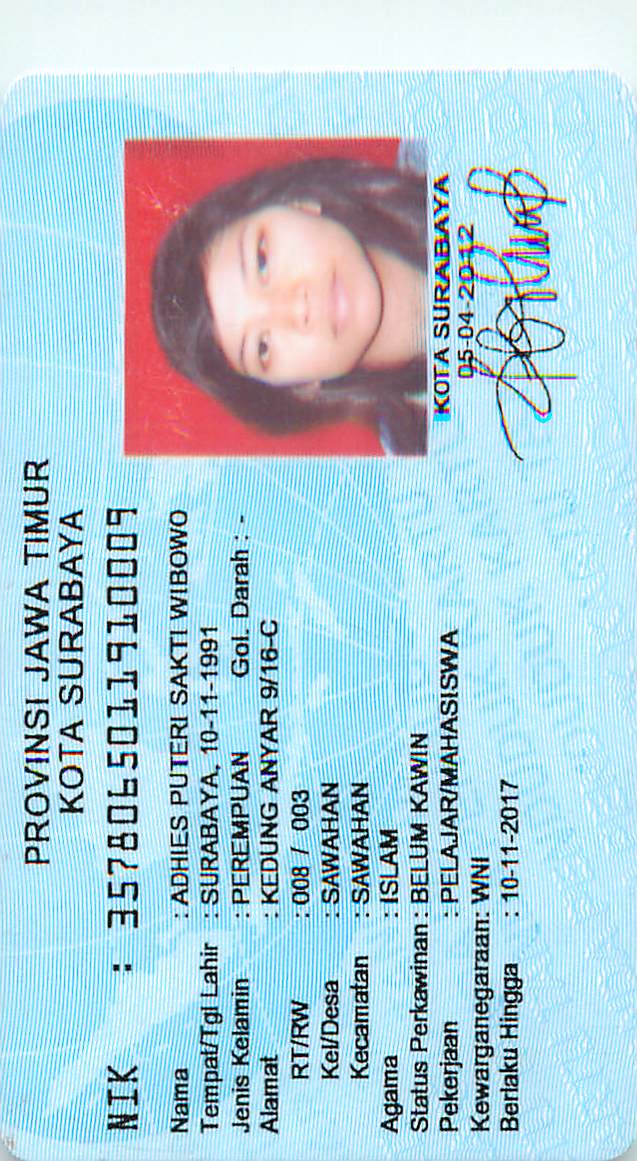 PROVINSI JAWA TIMUR
KOTA SURABAYA
NIK : 3578065011910009
Nama : ADHIES PUTERI SAKTI WIBOWO
Tempat/Tgl Lahir : SURABAYA, 10-11-1991
Jenis Kelamin : PEREMPUAN Gol. Darah : -
Alamat : KEDUNG ANYAR 9/16-C
RT/RW : 008 / 003
Kel/Desa : SAWAHAN
Kecamatan : SAWAHAN
Agama : ISLAM
Status Perkawinan : BELUM KAWIN
Pekerjaan : PELAJAR/MAHASISWA
Kewarganegaraan: WNI
Berlaku Hingga : 10-11-2017
KOTA SURABAYA
05-04-2012